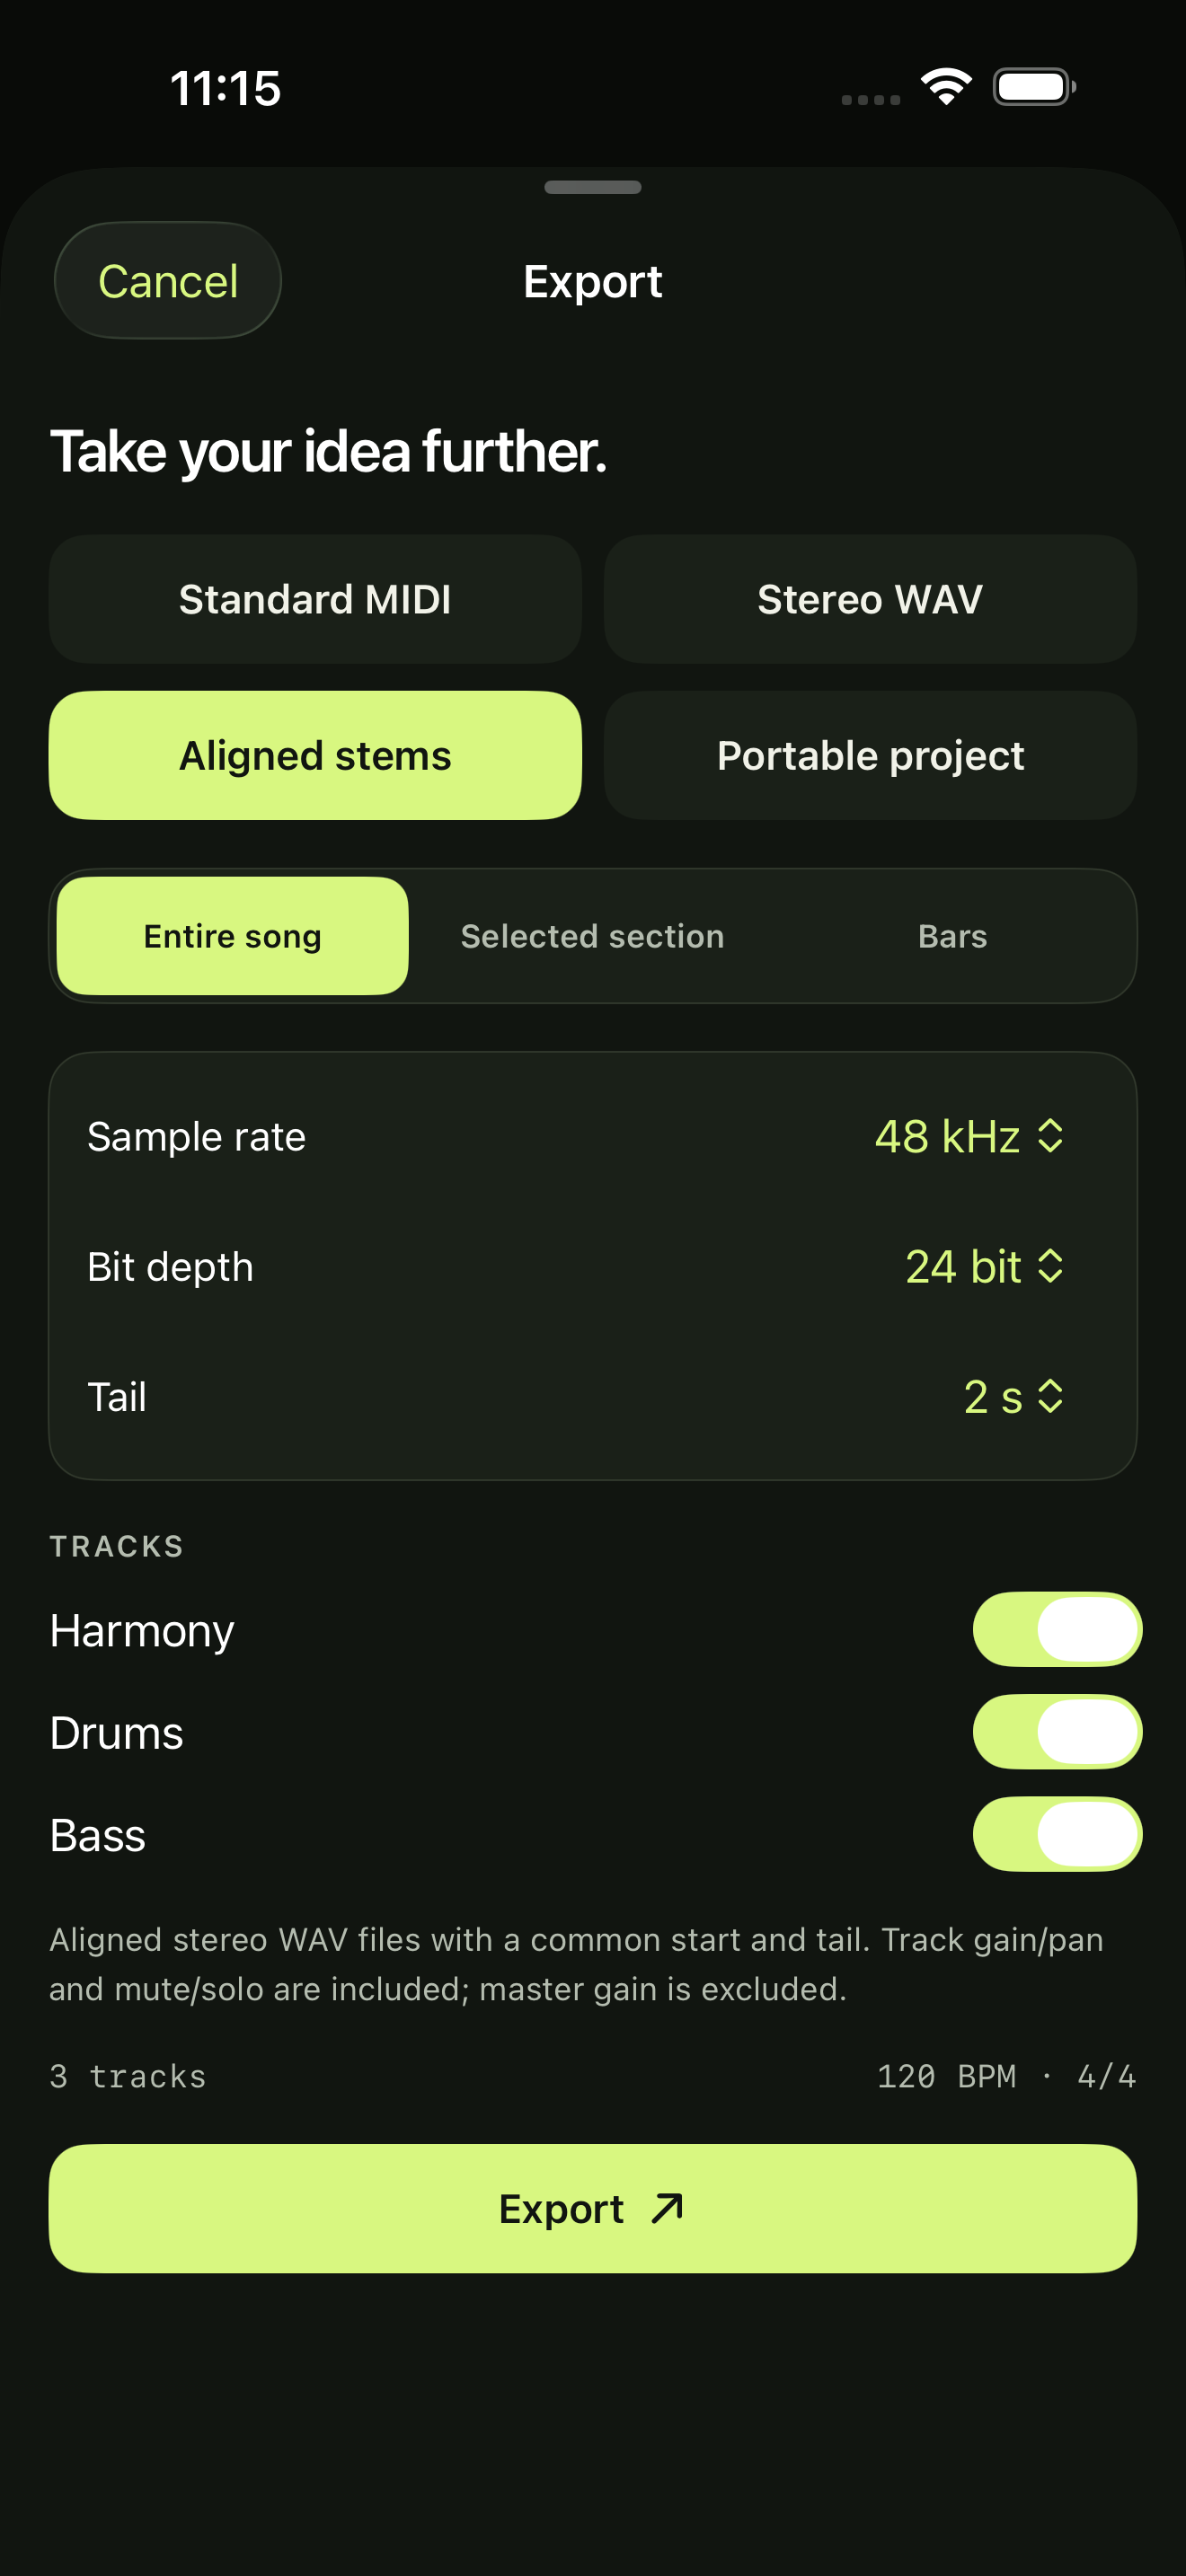 11:15
Cancel
Export
Take your idea further.
Standard MIDI
Stereo WAV
Aligned stems
Portable project
Entire song
Selected section
Bars
Sample rate
48 kHz
Bit depth
24 bit
Tail
2 s
TRACKS
Harmony
Drums
Bass
Aligned stereo WAV files with a common start and tail. Track gain/pan
and mute/solo are included; master gain is excluded.
3 tracks
120 BPM · 4/4
Export